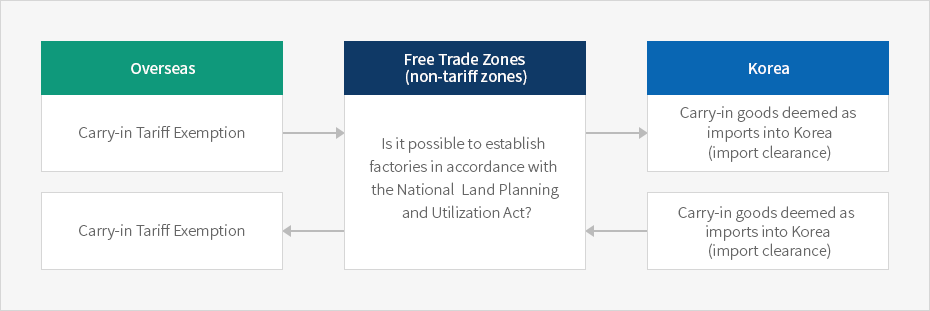 Overseas
Carry-in Tariff Exemption
Carry-in Tariff Exemption
Free Trade Zones
(non-tariff zones)
Is it possible to establish
factories in accordance with
the National Land Planning
and Utilization Act?
Korea
Carry-in goods deemed as
imports into Korea
(import clearance)
Carry-in goods deemed as
imports into Korea
(import clearance)